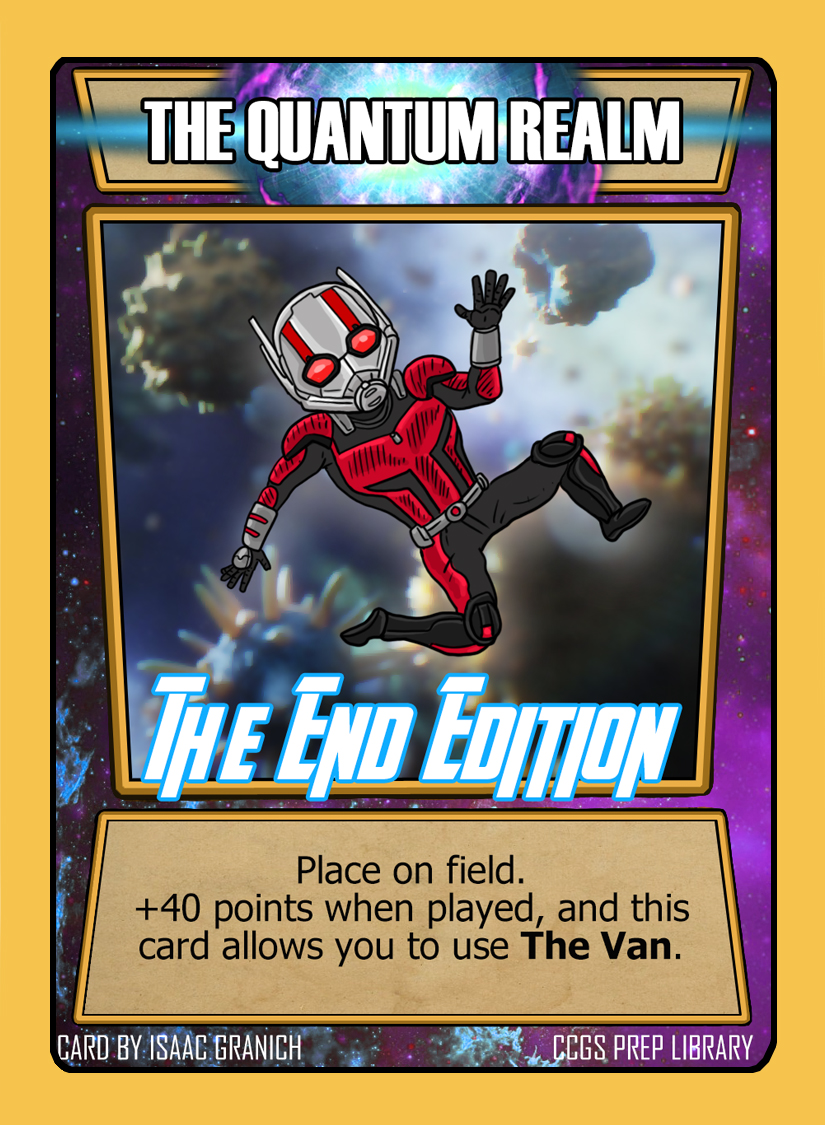 THE QUANTUM REALM
THE END EDITION
Place on field.
+40 points when played, and this
card allows you to use The Van.
CARD BY ISAAC GRANICH
CCGS PREP LIBRARY